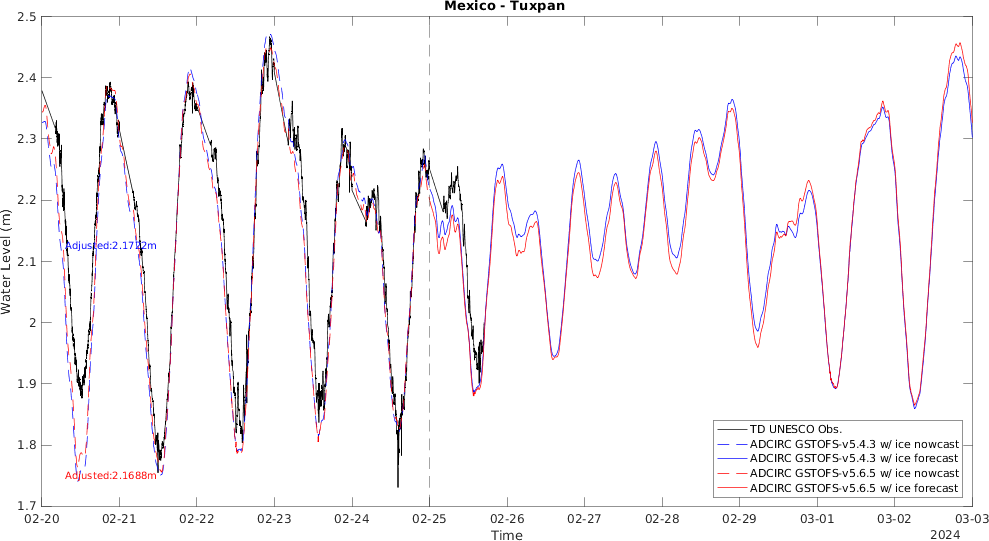 Mexico - Tuxpan
2.5
2.4
2.3
2.2
2.1
2
1.9
1.8
1.7
Water Level (m)
Adjusted:2.1722m
Adjusted:2.1688m
TD UNESCO Obs.
ADCIRC GSTOFS-v5.4.3 w/ ice nowcast
ADCIRC GSTOFS-v5.4.3 w/ ice forecast
ADCIRC GSTOFS-v5.6.5 w/ ice nowcast
ADCIRC GSTOFS-v5.6.5 w/ ice forecast
02-20 02-21 02-22 02-23 02-24 02-25 02-26 02-27 02-28 02-29 03-01 03-02 03-03
Time
2024